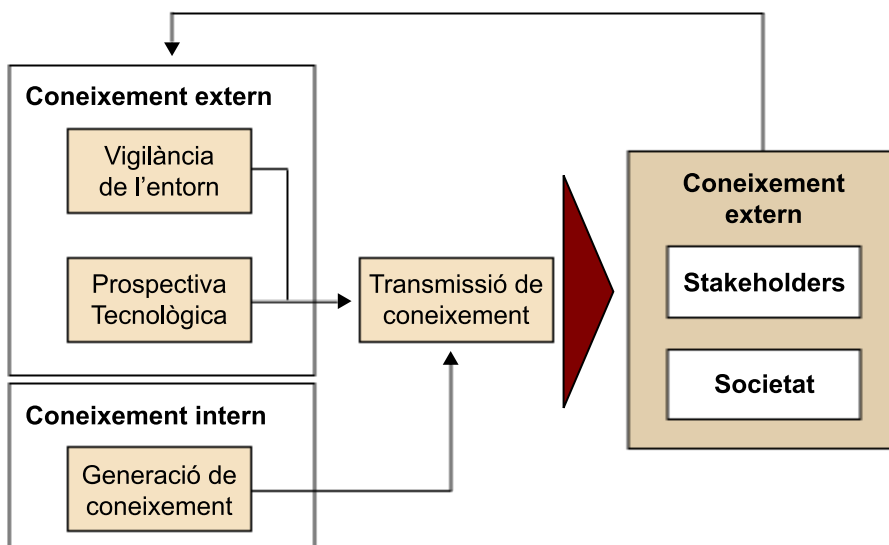 Coneixement extern
Vigilància
de l'entorn
Prospectiva
Tecnològica
Transmissió de
coneixement
Coneixement intern
Generació de
coneixement
Coneixement
extern
Stakeholders
Societat